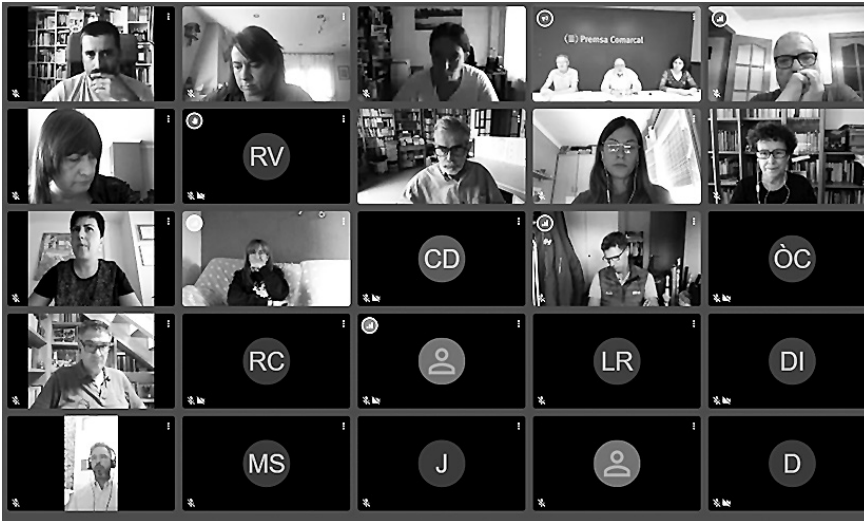 Premsa Comarcal
RV
CD
ÒC
RC
LR
DI
MS
J
D